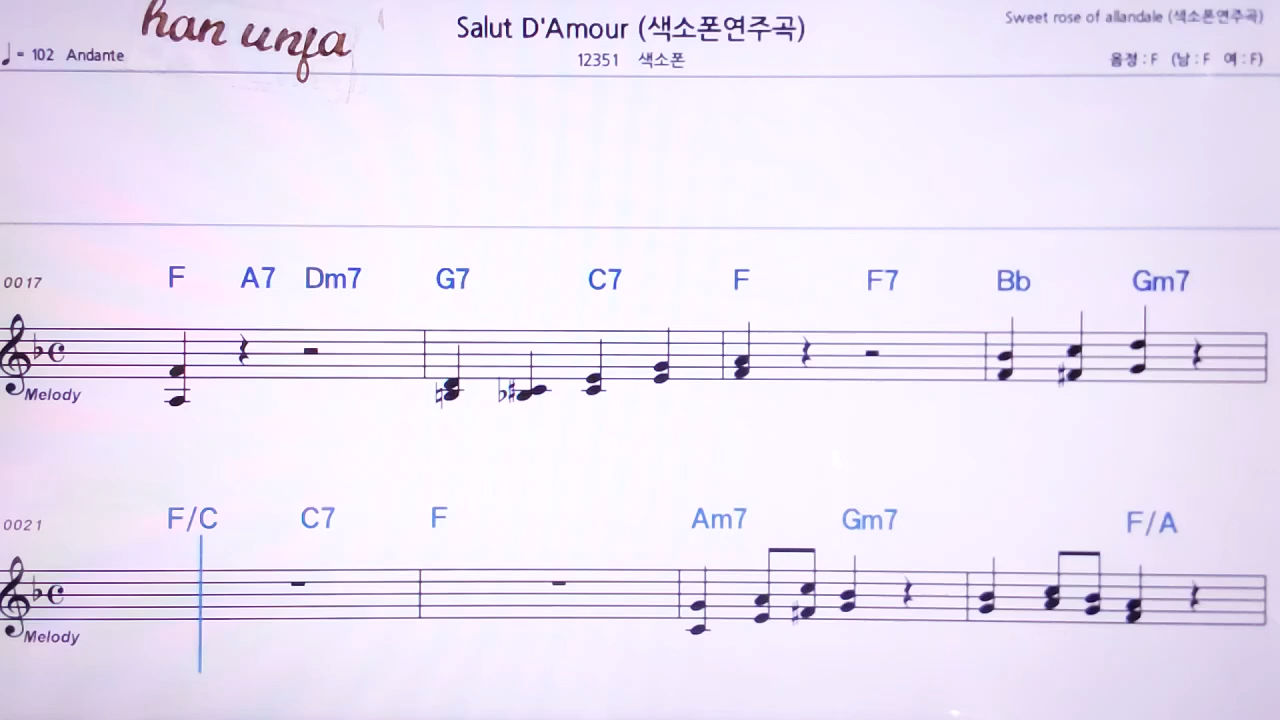 han unja
Salut D'Amour (색소폰연주곡)
Sweet rose of allandale (색소폰연주곡)
♩ = 102 Andante
12351 색소폰
음정 : F (남 : F 여 : F)
0017 F A7 Dm7 G7 C7 F F7 Bb Gm7
Melody
0021 F/C C7 F Am7 Gm7 F/A
Melody